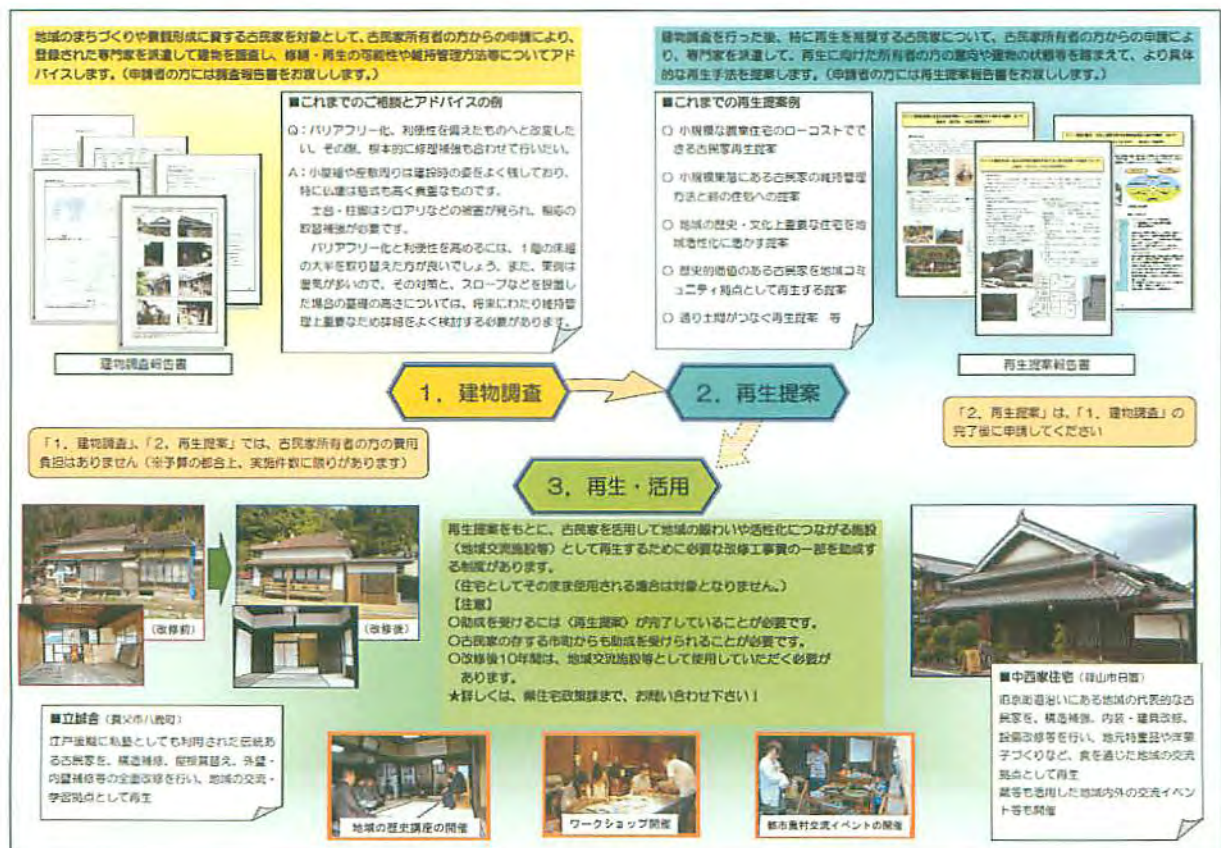 地域のまちづくりや景観形成に資する古民家を対象として、古民家所有者の方からの申請により、
登録された専門家を派遣して建物を調査し、修繕・再生の可能性や維持管理方法等についてアド
バイスします。（申請者の方には調査報告書をお渡しします。）
■これまでのご相談とアドバイスの例
Q：バリアフリー化、利便性を備えたものへと改変した
い。その際、根本的に修理補強も合わせて行いたい。
A：小屋組や座敷周りは建設時の姿をよく残しており、
特に仏壇は格式も高く貴重なものです。
土台・柱脚はシロアリなどの被害が見られ、相応の
取替補強が必要です。
バリアフリー化と利便性を高めるには、1階の床組
の大半を取り替えた方が良いでしょう。また、東側は
湿気が多いので、その対策と、スロープなどを設置し
た場合の基礎の高さについては、将来にわたり維持管
理上重要なため詳細をよく検討する必要があります。
建物調査報告書
建物調査を行った後、特に再生を推奨する古民家について、古民家所有者の方からの申請によ
り、専門家を派遣して、再生に向けた所有者の方の意向や建物の状態等を踏まえて、より具体
的な再生手法を提案します。（申請者の方には再生提案報告書をお渡しします。）
■これまでの再生提案例
○ 小規模な農業住宅のローコストでで
きる古民家再生提案
○ 小規模集落にある古民家の維持管理
方法と終の住処への提案
○ 地域の歴史・文化上重要な住宅を地
域活性化に活かす提案
○ 歴史的価値のある古民家を地域コミ
ュニティ拠点として再生する提案
○ 通り土間がつなぐ再生提案　等
再生提案報告書
1．建物調査
2．再生提案
「1．建物調査」、「2．再生提案」では、古民家所有者の方の費用
負担はありません（※予算の都合上、実施件数に限りがあります）
「2．再生提案」は、「1．建物調査」の
完了後に申請してください
3．再生・活用
再生提案をもとに、古民家を活用して地域の賑わいや活性化につながる施設
（地域交流施設等）として再生するために必要な改修工事費の一部を助成す
る制度があります。
（住宅としてそのまま使用される場合は対象となりません。）
【注意】
○助成を受けるには（再生提案）が完了していることが必要です。
○古民家の存する市町からも助成を受けられることが必要です。
○改修後10年間は、地域交流施設等として使用していただく必要が
あります。
★詳しくは、県住宅政策課まで、お問い合わせ下さい！
（改修前）
（改修後）
■立誠舎（養父市八鹿町）
江戸後期に私塾としても利用された伝統あ
る古民家を、構造補修、屋根葺替え、外壁・
内壁補修等の全面改修を行い、地域の交流・
学習拠点として再生
地域の歴史講座の開催
ワークショップ開催
都市農村交流イベントの開催
■中西家住宅（篠山市日置）
旧京街道沿いにある地域の代表的な古
民家を、構造補強、内装・建具改修、
設備改修等を行い、地元特産品や洋菓
子づくりなど、食を通じた地域の交流
拠点として再生
蔵等も活用した地域内外の交流イベン
ト等も開催